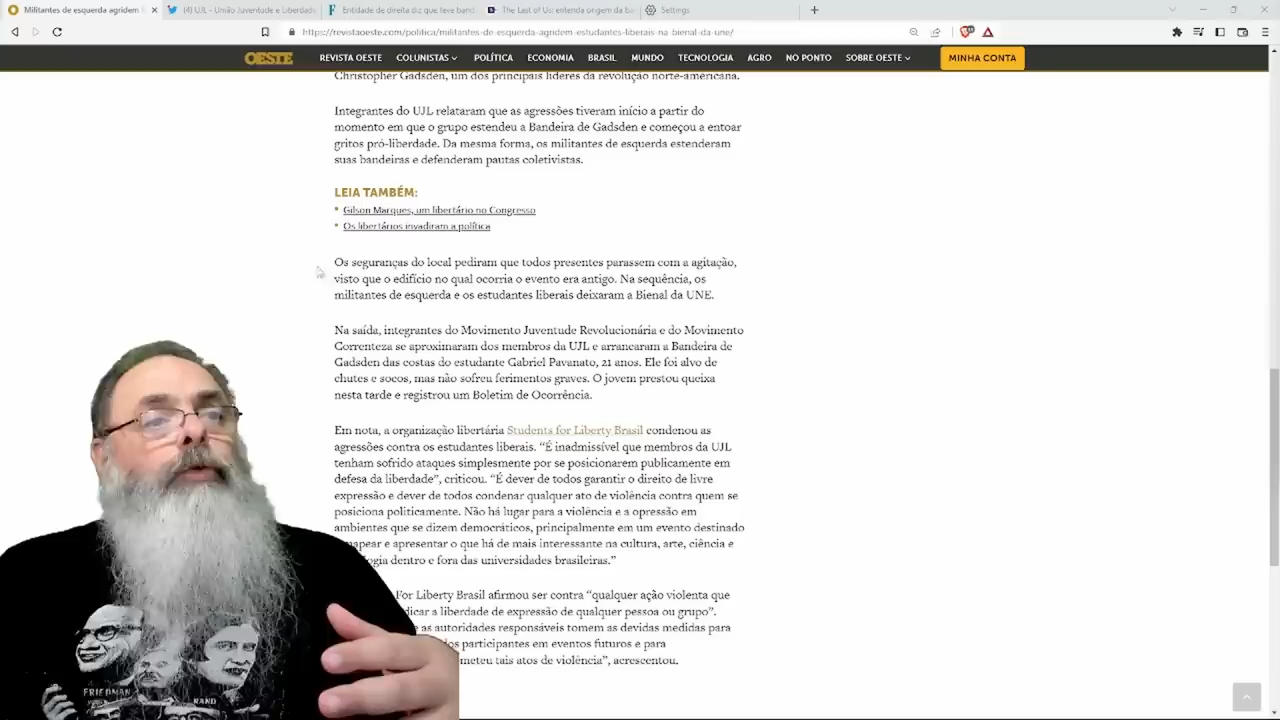 Militantes de esquerda agridem
(4) UJL - União Juventude e Liberdade
Entidade de direita diz que teve band
The Last of Us: entenda origem da ba
Settings
https://revistaoeste.com/politica/militantes-de-esquerda-agridem-estudantes-liberais-na-bienal-da-une/
OESTE
REVISTA OESTE COLUNISTAS POLÍTICA ECONOMIA BRASIL MUNDO TECNOLOGIA AGRO NO PONTO SOBRE OESTE MINHA CONTA
Christopher Gadsden, um dos principais líderes da revolução norte-americana.
Integrantes do UJL relataram que as agressões tiveram início a partir do
momento em que o grupo estendeu a Bandeira de Gadsden e começou a entoar
gritos pró-liberdade. Da mesma forma, os militantes de esquerda estenderam
suas bandeiras e defenderam pautas coletivistas.
LEIA TAMBÉM:
Gilson Marques, um libertário no Congresso
Os libertários invadiram a política
Os seguranças do local pediram que todos presentes parassem com a agitação,
visto que o edifício no qual ocorria o evento era antigo. Na sequência, os
militantes de esquerda e os estudantes liberais deixaram a Bienal da UNE.
Na saída, integrantes do Movimento Juventude Revolucionária e do Movimento
Correnteza se aproximaram dos membros da UJL e arrancaram a Bandeira de
Gadsden das costas do estudante Gabriel Pavanato, 21 anos. Ele foi alvo de
chutes e socos, mas não sofreu ferimentos graves. O jovem prestou queixa
nesta tarde e registrou um Boletim de Ocorrência.
Em nota, a organização libertária Students for Liberty Brasil condenou as
agressões contra os estudantes liberais. “É inadmissível que membros da UJL
tenham sofrido ataques simplesmente por se posicionarem publicamente em
defesa da liberdade”, criticou. “É dever de todos garantir o direito de livre
expressão e dever de todos condenar qualquer ato de violência contra quem se
posiciona politicamente. Não há lugar para a violência e a opressão em
ambientes que se dizem democráticos, principalmente em um evento destinado
mapear e apresentar o que há de mais interessante na cultura, arte, ciência e
ogia dentro e fora das universidades brasileiras.”
For Liberty Brasil afirmou ser contra “qualquer ação violenta que
dicar a liberdade de expressão de qualquer pessoa ou grupo”.
e as autoridades responsáveis tomem as devidas medidas para
dos participantes em eventos futuros e para
meteu tais atos de violência”, acrescentou.
FRIEDMAN
RAND